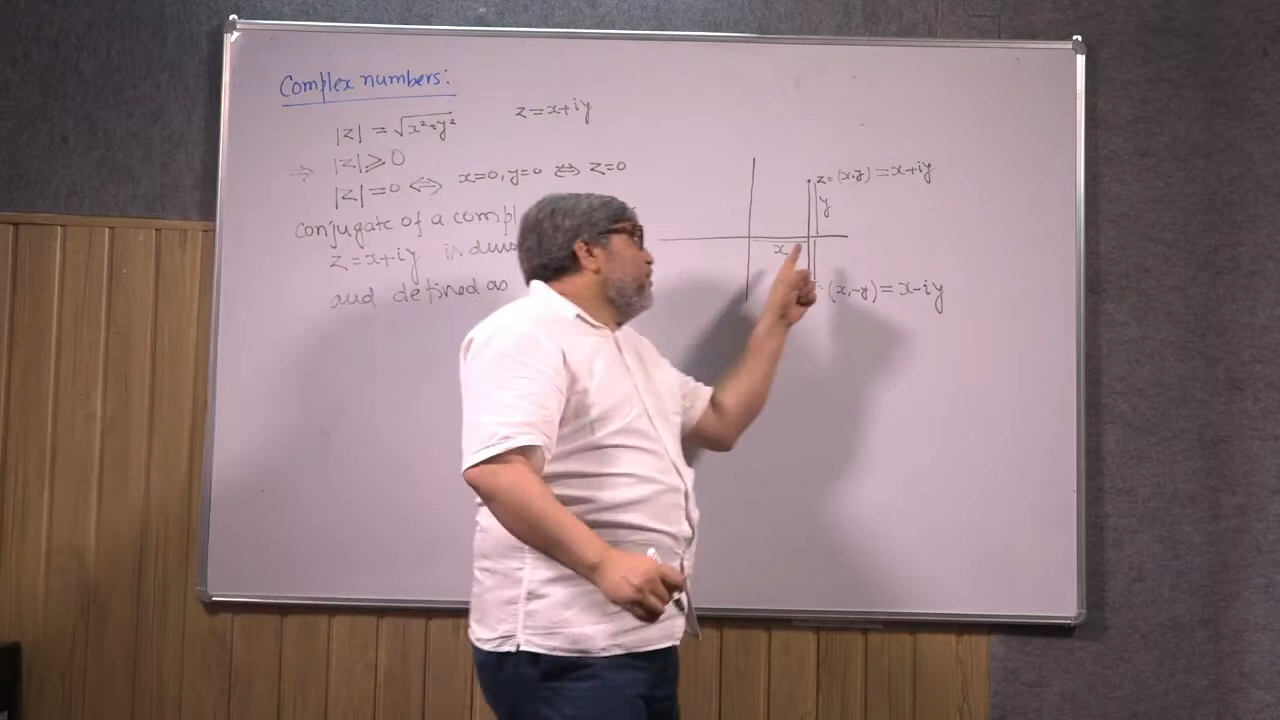 Complex numbers:
|z| = √x²+y² z=x+iy
⇒ |z|⩾0
|z|=0 ⇔ x=0, y=0 ⇔ z=0
conjugate of a compl
z=x+iy is
and defined as
z=(x,y)=x+iy
y
x
(x,-y)=x-iy